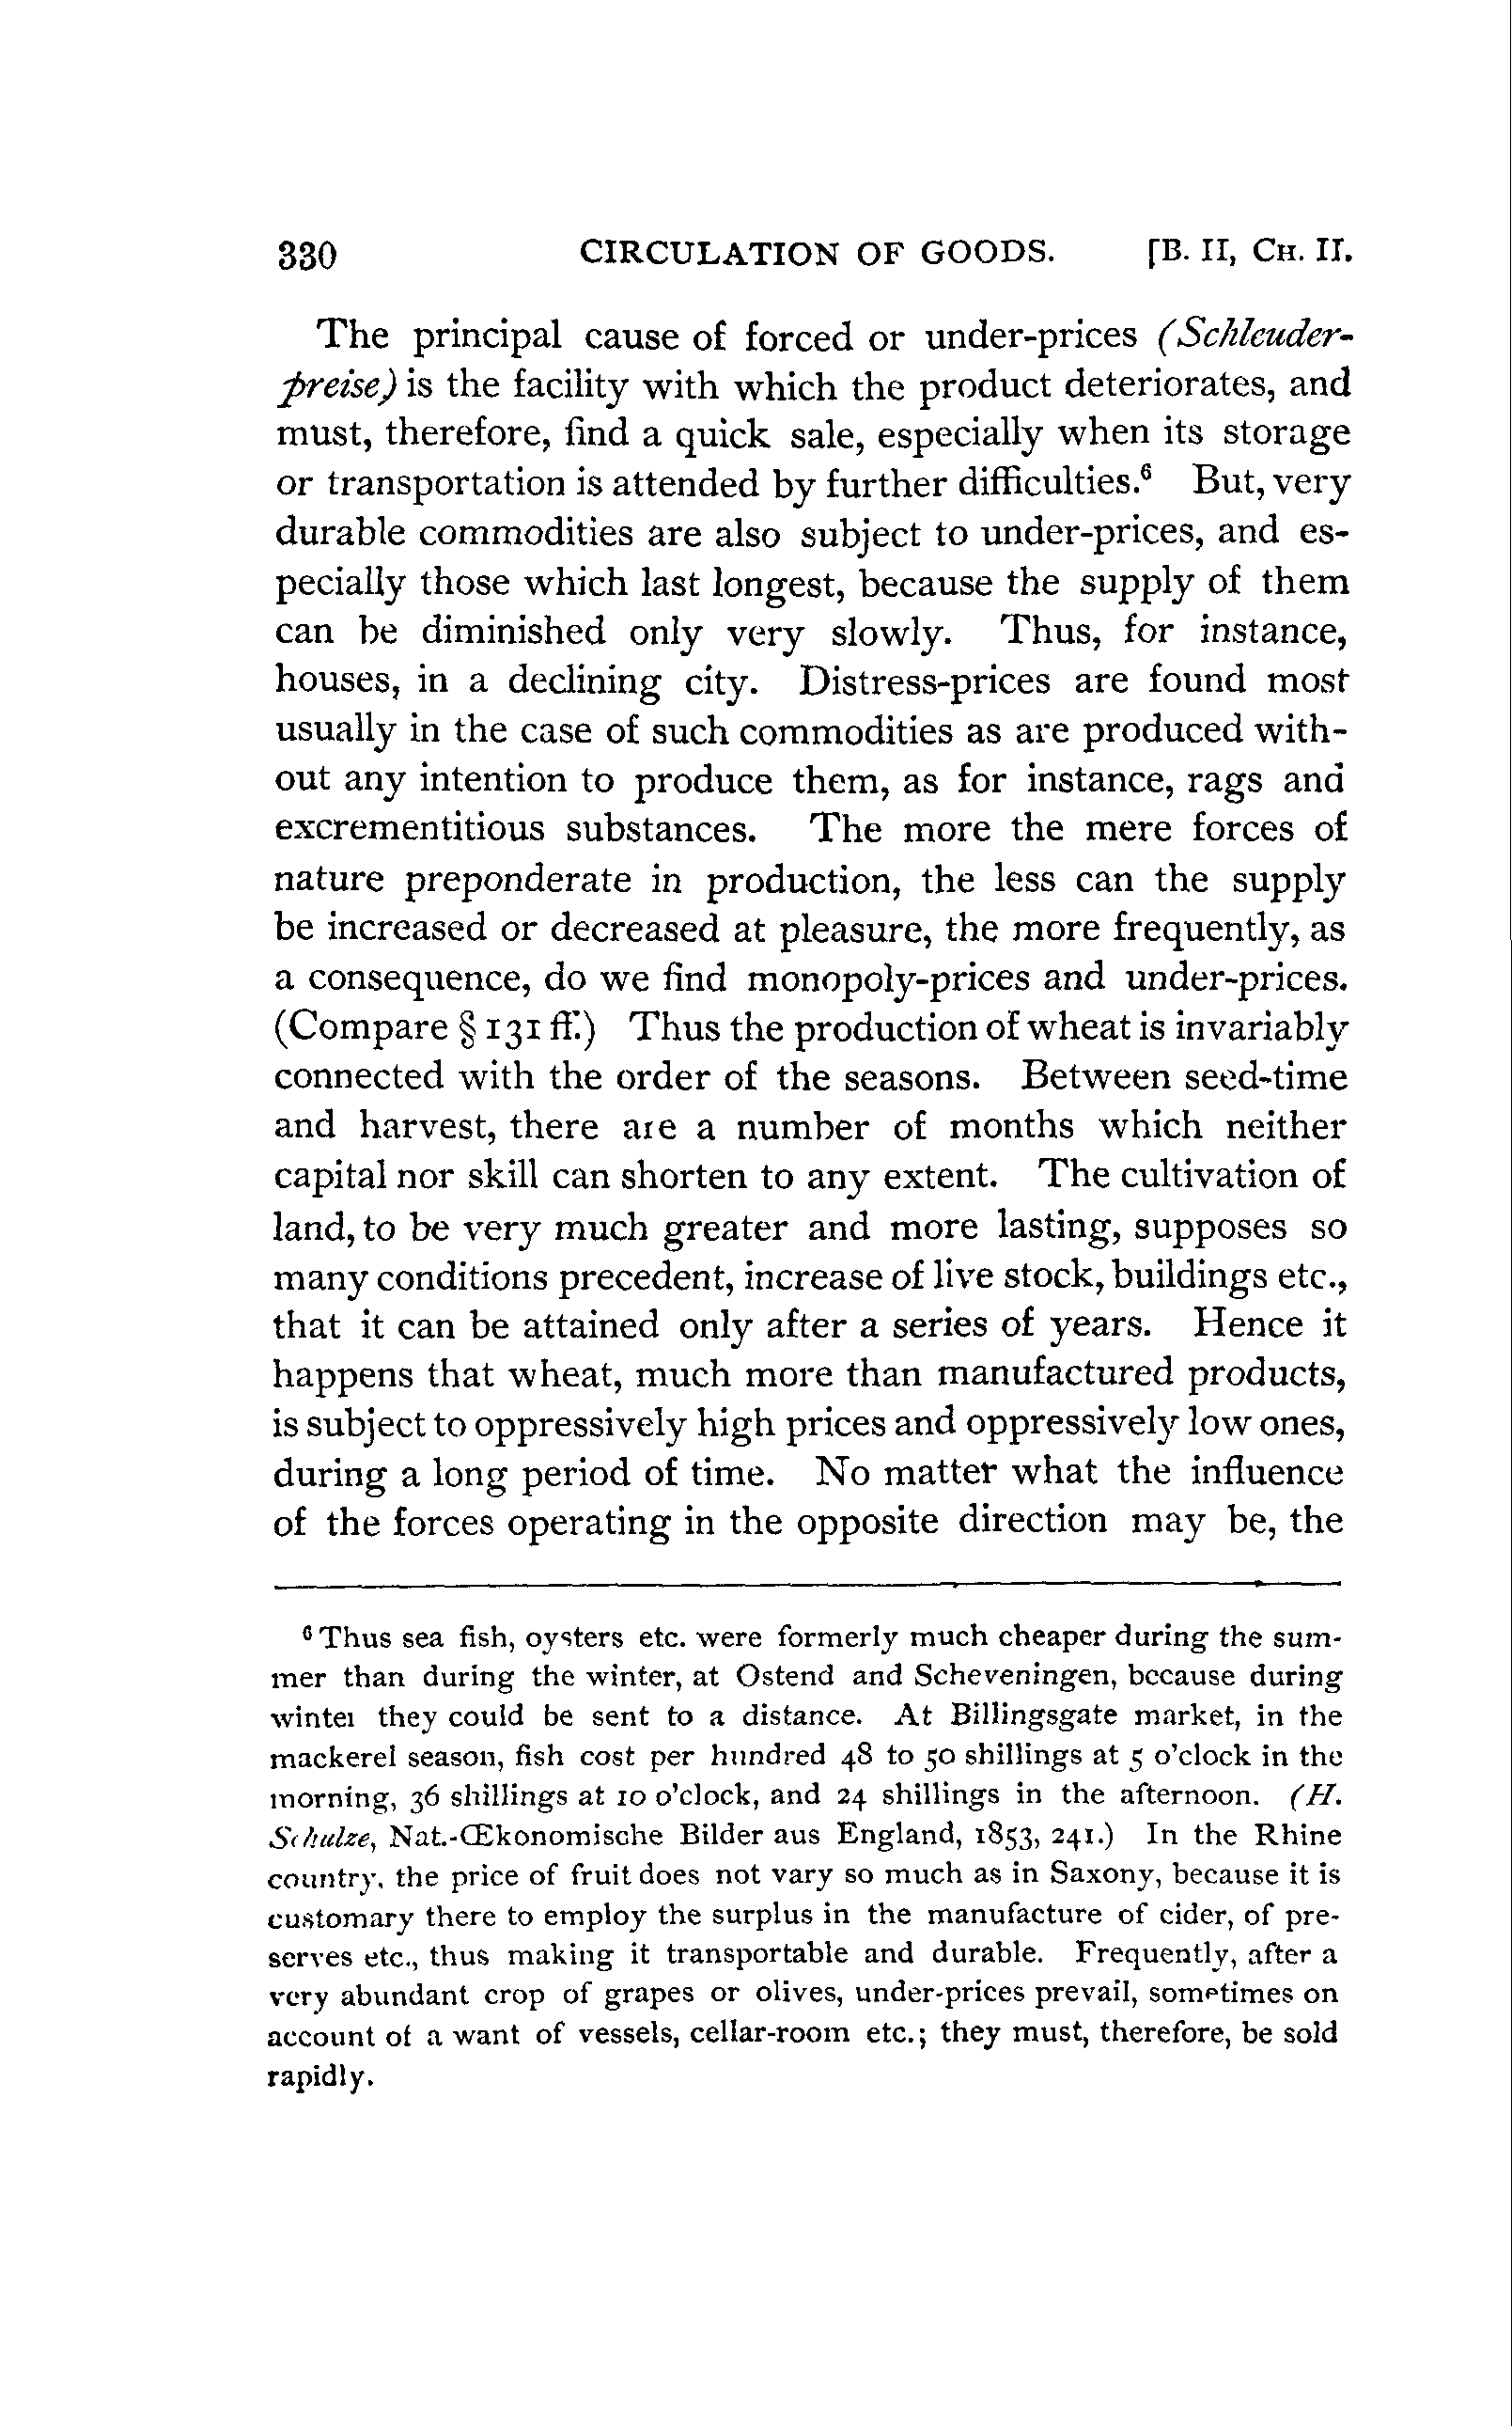 330 CIRCULATION OF GOODS. [B. II, CH. II.
The principal cause of forced or under-prices (Schleuder-
preise) is the facility with which the product deteriorates, and
must, therefore, find a quick sale, especially when its storage
or transportation is attended by further difficulties.⁶ But, very
durable commodities are also subject to under-prices, and es-
pecially those which last longest, because the supply of them
can be diminished only very slowly. Thus, for instance,
houses, in a declining city. Distress-prices are found most
usually in the case of such commodities as are produced with-
out any intention to produce them, as for instance, rags and
excrementitious substances. The more the mere forces of
nature preponderate in production, the less can the supply
be increased or decreased at pleasure, the more frequently, as
a consequence, do we find monopoly-prices and under-prices.
(Compare § 131 ff.) Thus the production of wheat is invariably
connected with the order of the seasons. Between seed-time
and harvest, there are a number of months which neither
capital nor skill can shorten to any extent. The cultivation of
land, to be very much greater and more lasting, supposes so
many conditions precedent, increase of live stock, buildings etc.,
that it can be attained only after a series of years. Hence it
happens that wheat, much more than manufactured products,
is subject to oppressively high prices and oppressively low ones,
during a long period of time. No matter what the influence
of the forces operating in the opposite direction may be, the
⁶ Thus sea fish, oysters etc. were formerly much cheaper during the sum-
mer than during the winter, at Ostend and Scheveningen, because during
winter they could be sent to a distance. At Billingsgate market, in the
mackerel season, fish cost per hundred 48 to 50 shillings at 5 o'clock in the
morning, 36 shillings at 10 o'clock, and 24 shillings in the afternoon. (H.
Schulze, Nat.-Œkonomische Bilder aus England, 1853, 241.) In the Rhine
country, the price of fruit does not vary so much as in Saxony, because it is
customary there to employ the surplus in the manufacture of cider, of pre-
serves etc., thus making it transportable and durable. Frequently, after a
very abundant crop of grapes or olives, under-prices prevail, sometimes on
account of a want of vessels, cellar-room etc.; they must, therefore, be sold
rapidly.